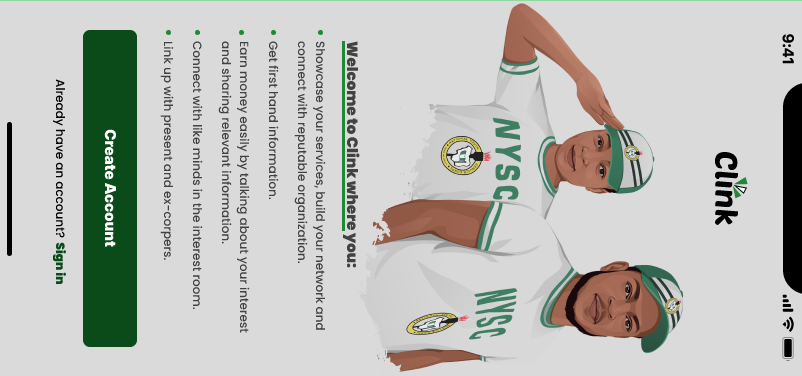 9:41
Clink
NYSC
NYSC
Welcome to Clink where you:
Showcase your services, build your network and
connect with reputable organization.
Get first hand information.
Earn money easily by talking about your interest
and sharing relevant information.
Connect with like minds in the interest room.
Link up with present and ex-corpers.
Create Account
Already have an account? Sign in